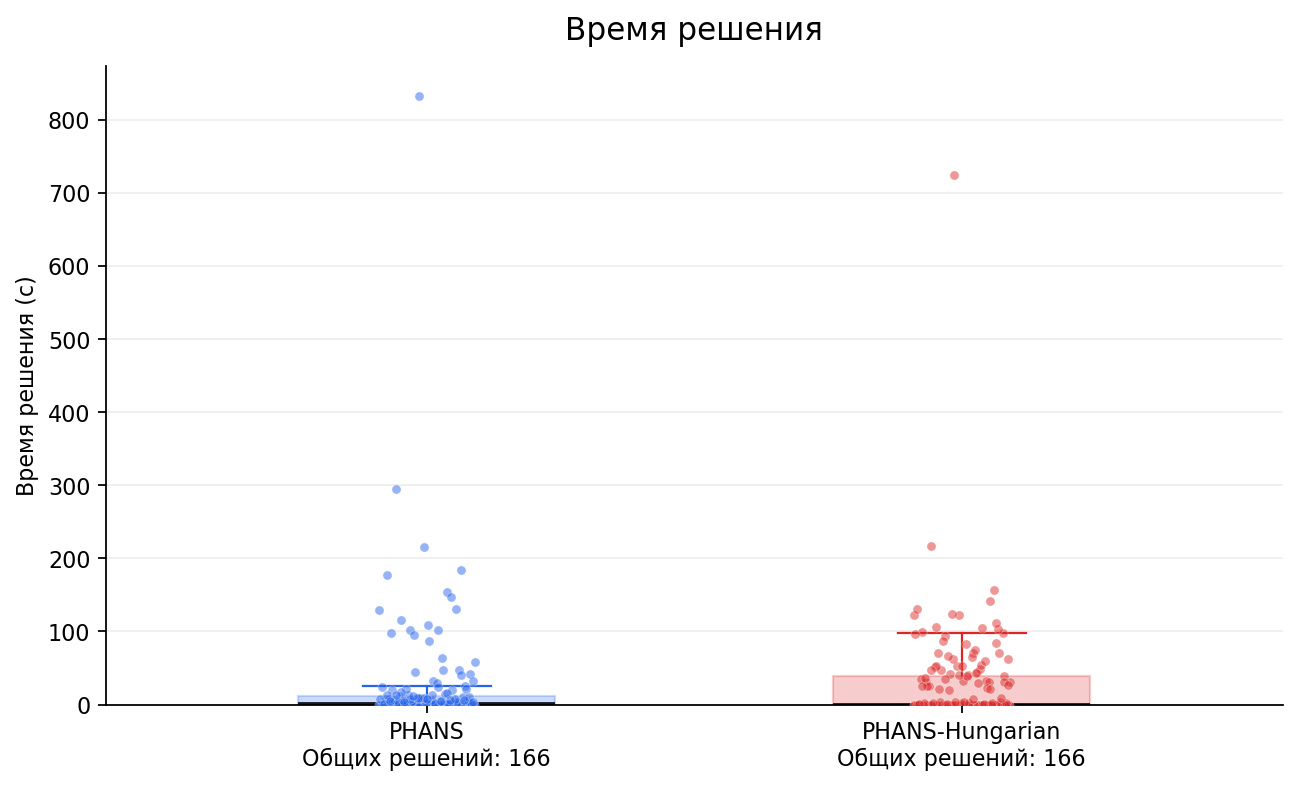 Время решения
Время решения (с)
800
700
600
500
400
300
200
100
0
PHANS
Общих решений: 166
PHANS-Hungarian
Общих решений: 166